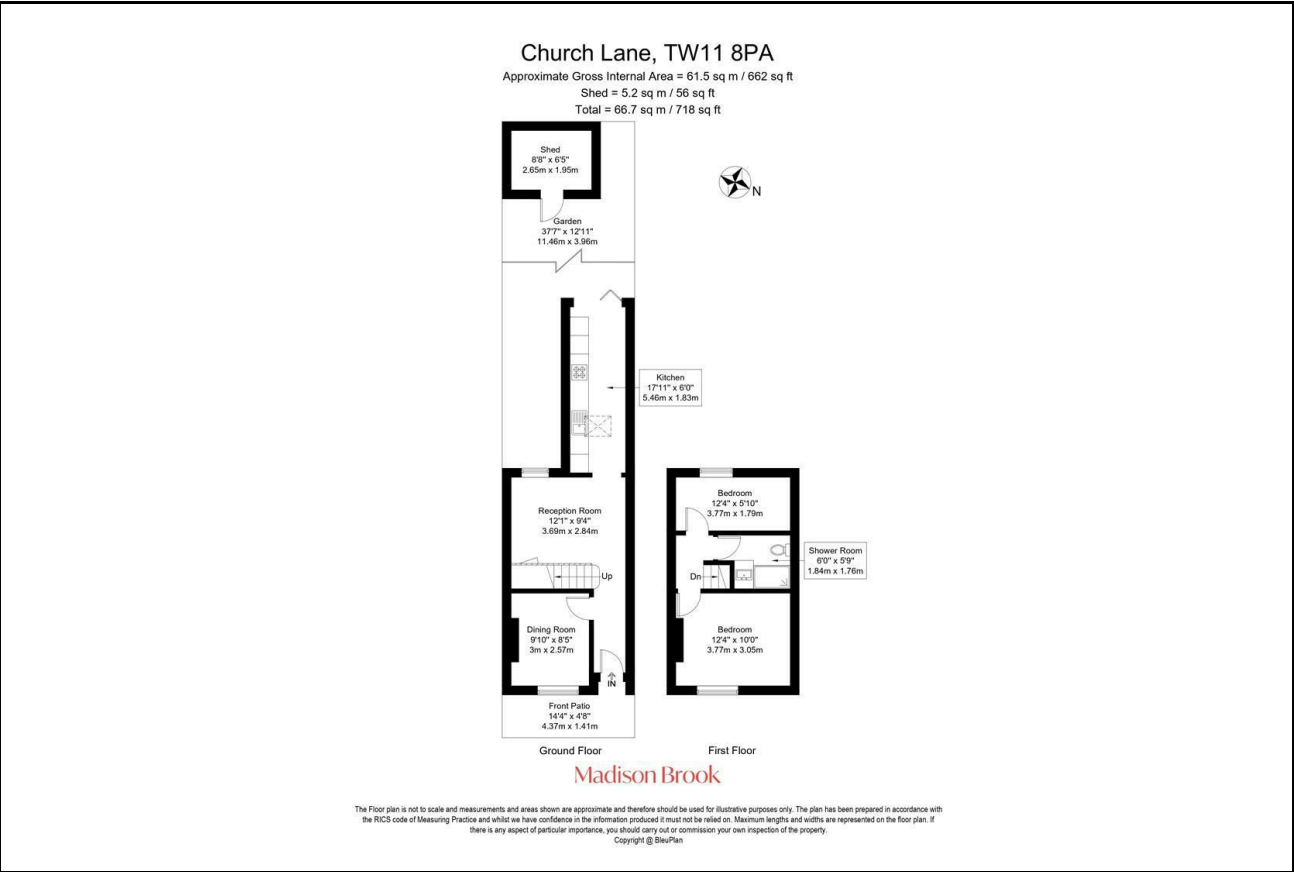 Church Lane, TW11 8PA
Approximate Gross Internal Area = 61.5 sq m / 662 sq ft
Shed = 5.2 sq m / 56 sq ft
Total = 66.7 sq m / 718 sq ft
Shed
8'8" x 6'5"
2.65m x 1.95m
N
Garden
37'7" x 12'11"
11.46m x 3.96m
Kitchen
17'11" x 6'0"
5.46m x 1.83m
Reception Room
12'1" x 9'4"
3.69m x 2.84m
Up
Dining Room
9'10" x 8'5"
3m x 2.57m
IN
Front Patio
14'4" x 4'8"
4.37m x 1.41m
Ground Floor
Bedroom
12'4" x 5'10"
3.77m x 1.79m
Shower Room
6'0" x 5'9"
1.84m x 1.76m
Dn
Bedroom
12'4" x 10'0"
3.77m x 3.05m
First Floor
Madison Brook
The Floor plan is not to scale and measurements and areas shown are approximate and therefore should be used for illustrative purposes only. The plan has been prepared in accordance with
the RICS code of Measuring Practice and whilst we have confidence in the information produced it must not be relied on. Maximum lengths and widths are represented on the floor plan. If
there is any aspect of particular importance, you should carry out or commission your own inspection of the property.
Copyright @ BleuPlan